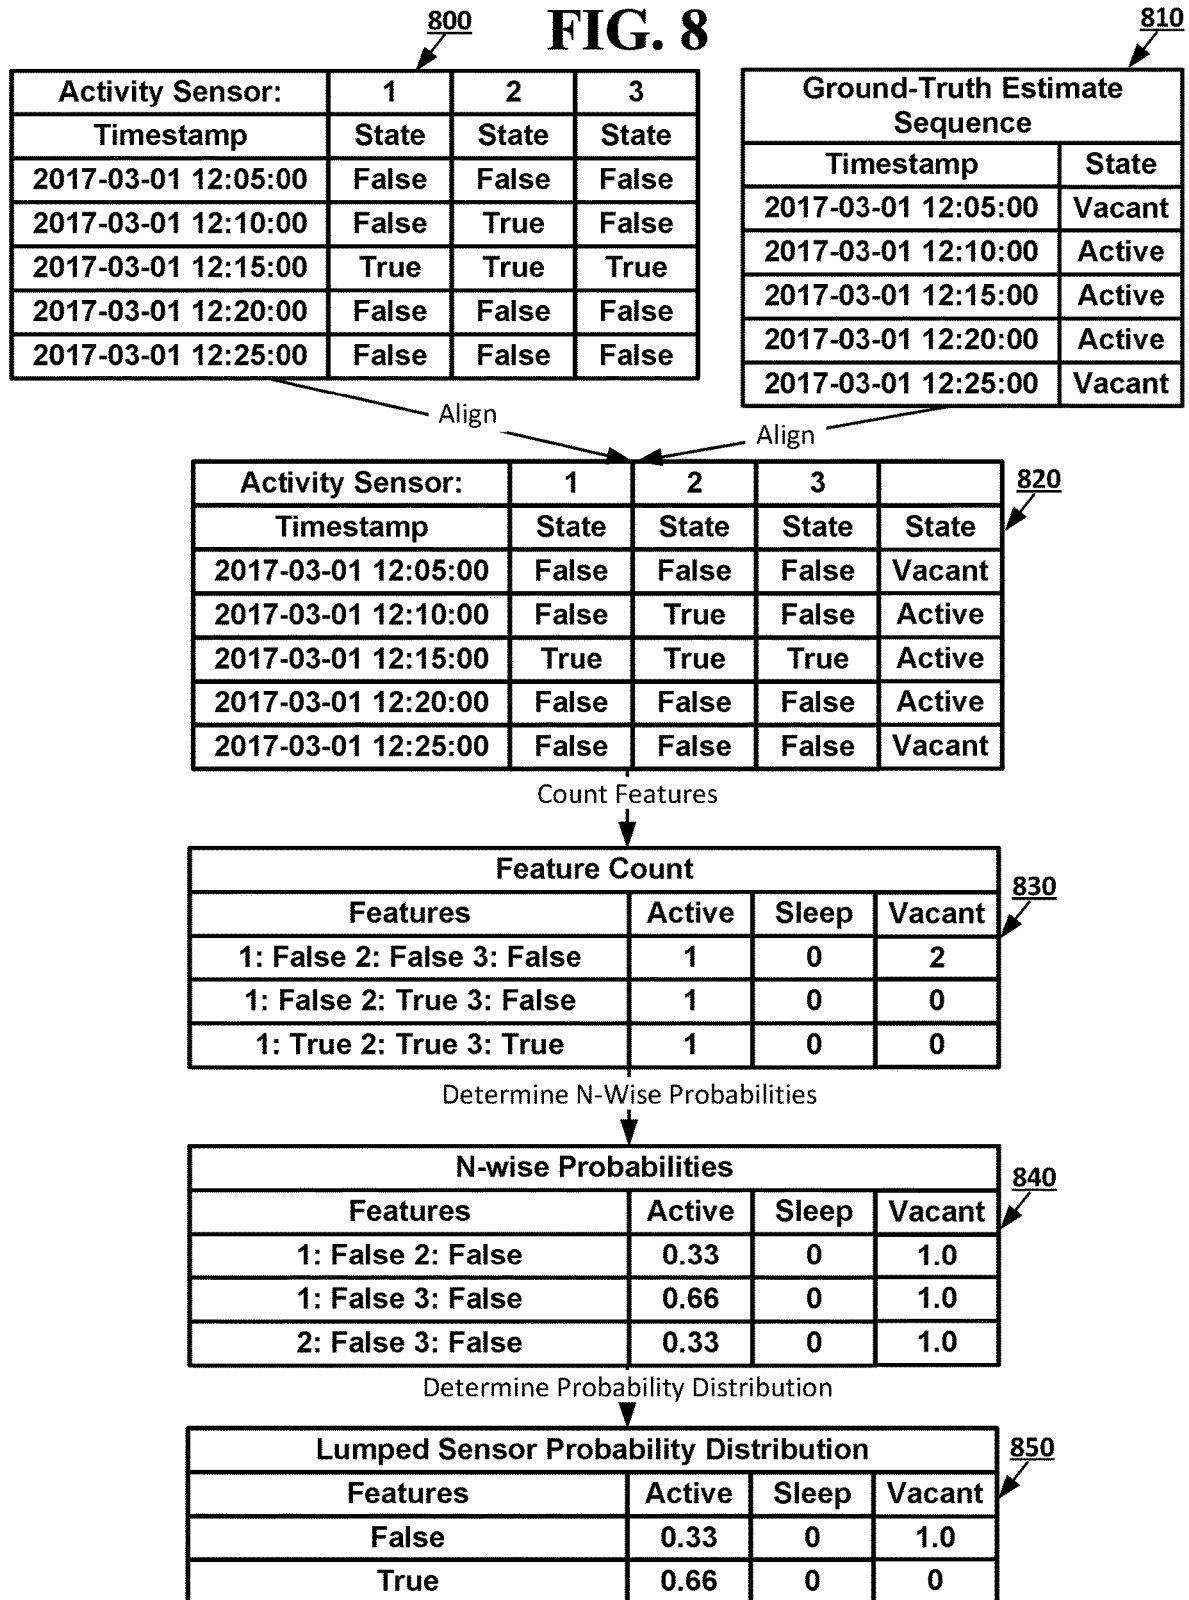 FIG. 8
800
Activity Sensor: 1 2 3
Timestamp State State State
2017-03-01 12:05:00 False False False
2017-03-01 12:10:00 False True False
2017-03-01 12:15:00 True True True
2017-03-01 12:20:00 False False False
2017-03-01 12:25:00 False False False
810
Ground-Truth Estimate
Sequence
Timestamp State
2017-03-01 12:05:00 Vacant
2017-03-01 12:10:00 Active
2017-03-01 12:15:00 Active
2017-03-01 12:20:00 Active
2017-03-01 12:25:00 Vacant
Align
Align
820
Activity Sensor: 1 2 3
Timestamp State State State State
2017-03-01 12:05:00 False False False Vacant
2017-03-01 12:10:00 False True False Active
2017-03-01 12:15:00 True True True Active
2017-03-01 12:20:00 False False False Active
2017-03-01 12:25:00 False False False Vacant
Count Features
830
Feature Count
Features Active Sleep Vacant
1: False 2: False 3: False 1 0 2
1: False 2: True 3: False 1 0 0
1: True 2: True 3: True 1 0 0
Determine N-Wise Probabilities
840
N-wise Probabilities
Features Active Sleep Vacant
1: False 2: False 0.33 0 1.0
1: False 3: False 0.66 0 1.0
2: False 3: False 0.33 0 1.0
Determine Probability Distribution
850
Lumped Sensor Probability Distribution
Features Active Sleep Vacant
False 0.33 0 1.0
True 0.66 0 0